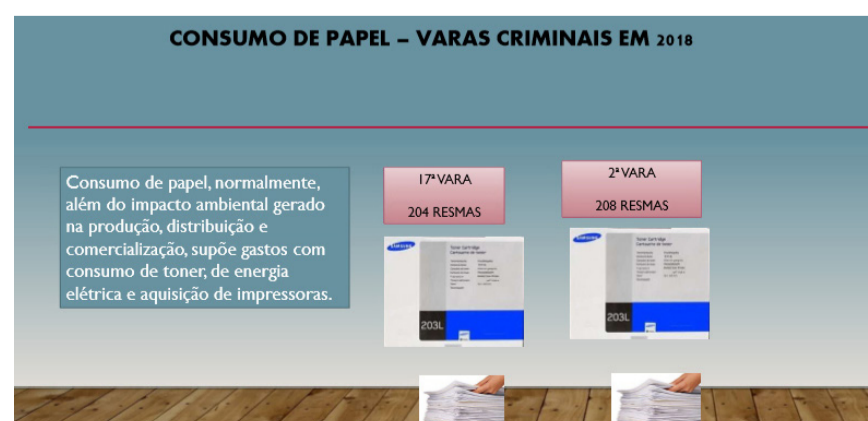 CONSUMO DE PAPEL – VARAS CRIMINAIS EM 2018
Consumo de papel, normalmente,
além do impacto ambiental gerado
na produção, distribuição e
comercialização, supõe gastos com
consumo de toner, de energia
elétrica e aquisição de impressoras.
17ª VARA
204 RESMAS
2ª VARA
208 RESMAS
SAMSUNG
Toner Cartridge
203L
SAMSUNG
Toner Cartridge
203L